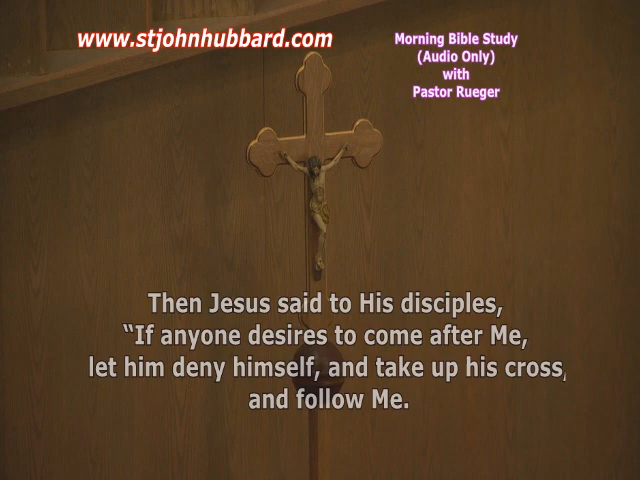 www.stjohnhubbard.com
Morning Bible Study
(Audio Only)
with
Pastor Rueger
Then Jesus said to His disciples,
“If anyone desires to come after Me,
let him deny himself, and take up his cross,
and follow Me.